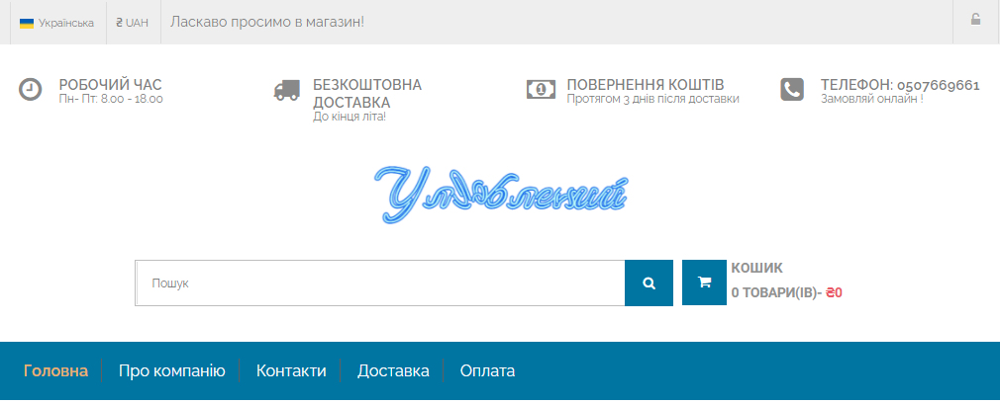 Українська
₴ UAH
Ласкаво просимо в магазин!
РОБОЧИЙ ЧАС
Пн- Пт: 8.00 - 18.00
БЕЗКОШТОВНА
ДОСТАВКА
До кінця літа!
ПОВЕРНЕННЯ КОШТІВ
Протягом 3 днів після доставки
ТЕЛЕФОН: 0507669661
Замовляй онлайн !
Улюблений
Пошук
КОШИК
0 ТОВАРИ(ІВ)- ₴0
Головна
Про компанію
Контакти
Доставка
Оплата